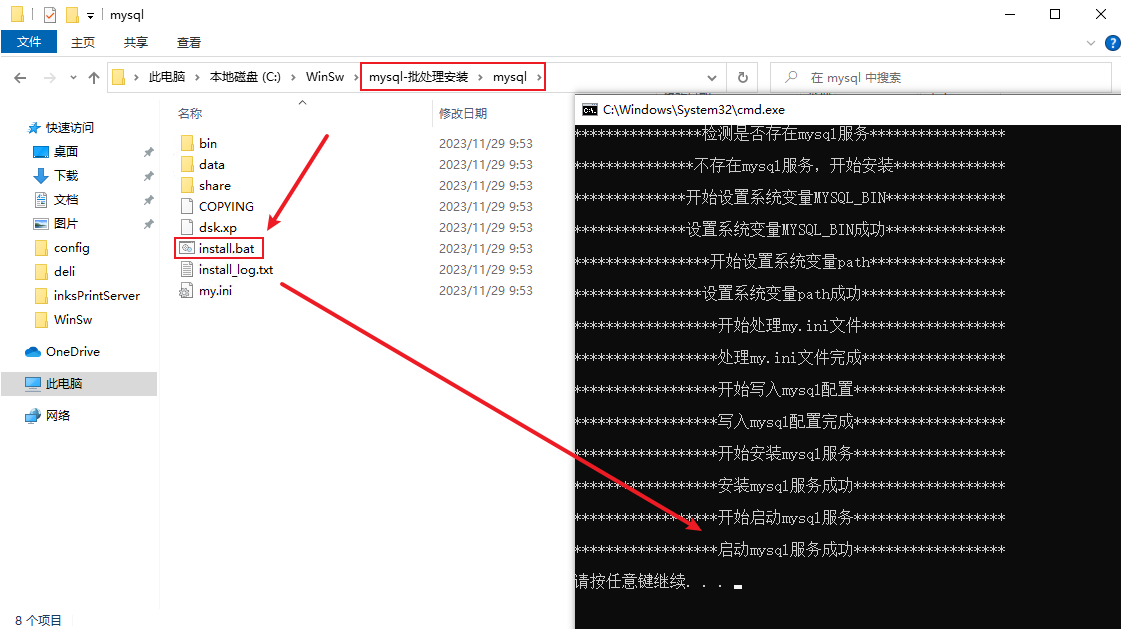 mysql
文件 主页 共享 查看
此电脑 › 本地磁盘 (C:) › WinSw › mysql-批处理安装 › mysql ›
在 mysql 中搜索
快速访问
桌面
下载
文档
图片
config
deli
inksPrintServer
WinSw
OneDrive
此电脑
网络
名称 修改日期
bin 2023/11/29 9:53
data 2023/11/29 9:53
share 2023/11/29 9:53
COPYING 2023/11/29 9:53
dsk.xp 2023/11/29 9:53
install.bat 2023/11/29 9:53
install_log.txt 2023/11/29 9:53
my.ini 2023/11/29 9:53
C:\Windows\System32\cmd.exe
****************检测是否存在mysql服务*****************
***************不存在mysql服务，开始安装**************
**************开始设置系统变量MYSQL_BIN***************
**************设置系统变量MYSQL_BIN成功***************
*****************开始设置系统变量path*****************
****************设置系统变量path成功******************
******************开始处理my.ini文件******************
******************处理my.ini文件完成******************
******************开始写入mysql配置*******************
******************写入mysql配置完成*******************
******************开始安装mysql服务*******************
******************安装mysql服务成功*******************
******************开始启动mysql服务*******************
******************启动mysql服务成功*******************
请按任意键继续. . .
8 个项目